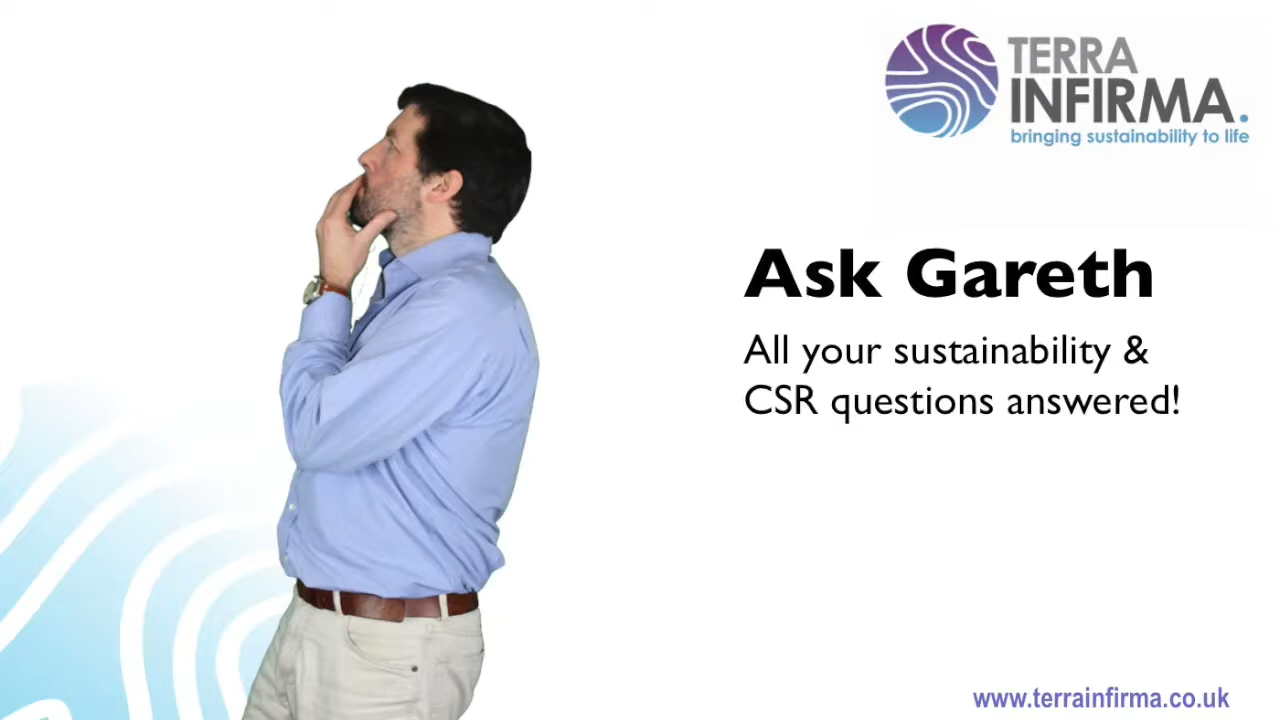 TERRA
INFIRMA.
bringing sustainability to life
Ask Gareth
All your sustainability &
CSR questions answered!
www.terrainfirma.co.uk